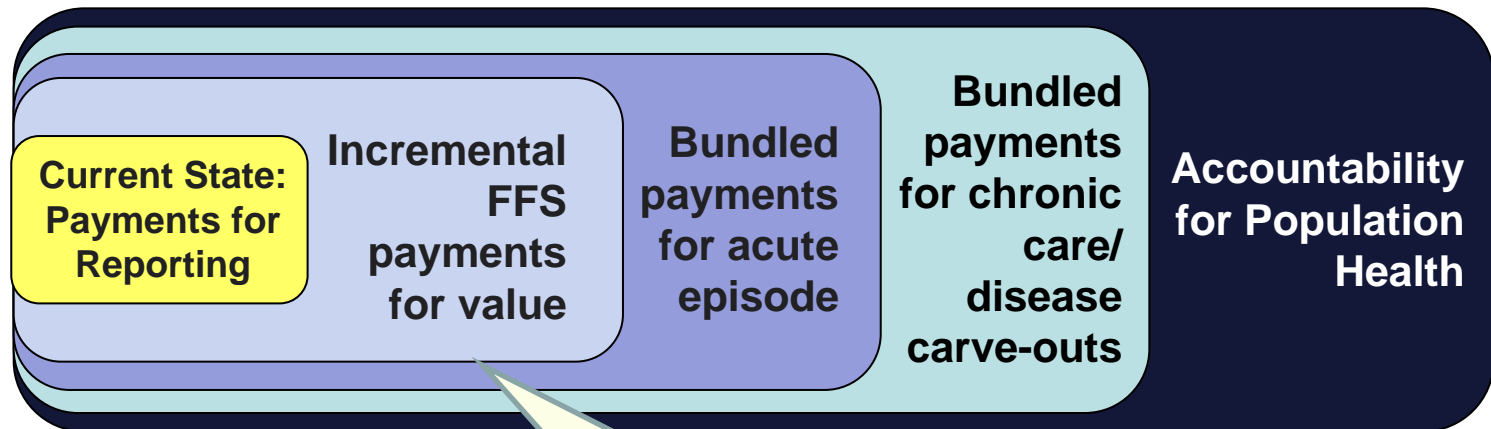 Current State:
Payments for
Reporting
Incremental
FFS
payments
for value
Bundled
payments
for acute
episode
Bundled
payments
for chronic
care/
disease
carve-outs
Accountability
for Population
Health